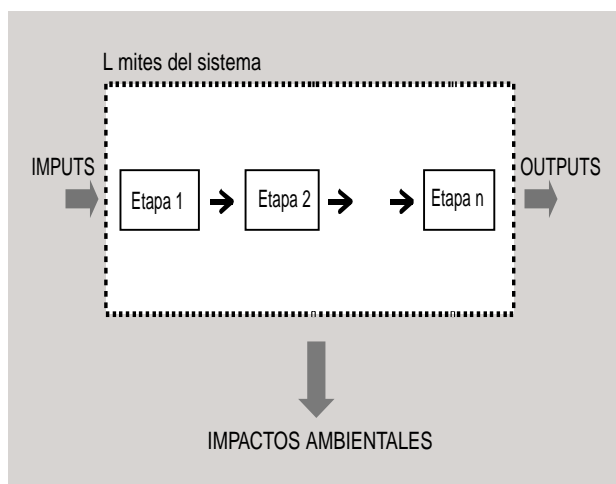 L mites del sistema
IMPUTS
OUTPUTS
Etapa 1
Etapa 2
Etapa n
IMPACTOS AMBIENTALES